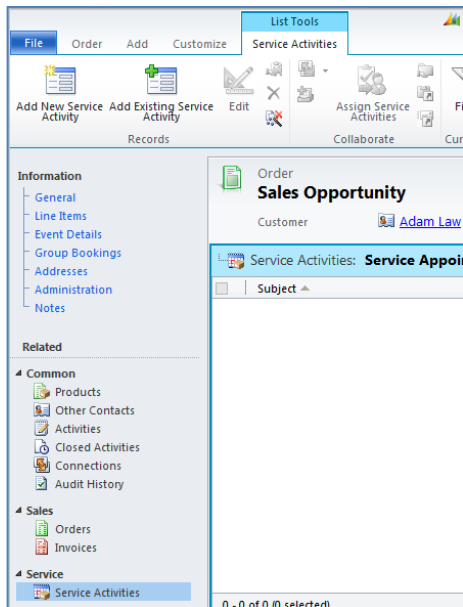 List Tools
File Order Add Customize Service Activities
Add New Service Activity
Add Existing Service Activity
Edit
Assign Service Activities
Records
Collaborate
Information
General
Line Items
Event Details
Group Bookings
Addresses
Administration
Notes
Related
Common
Products
Other Contacts
Activities
Closed Activities
Connections
Audit History
Sales
Orders
Invoices
Service
Service Activities
Order
Sales Opportunity
Customer Adam Law
Service Activities: Service Appoi
Subject
0 - 0 of 0 (0 selected)